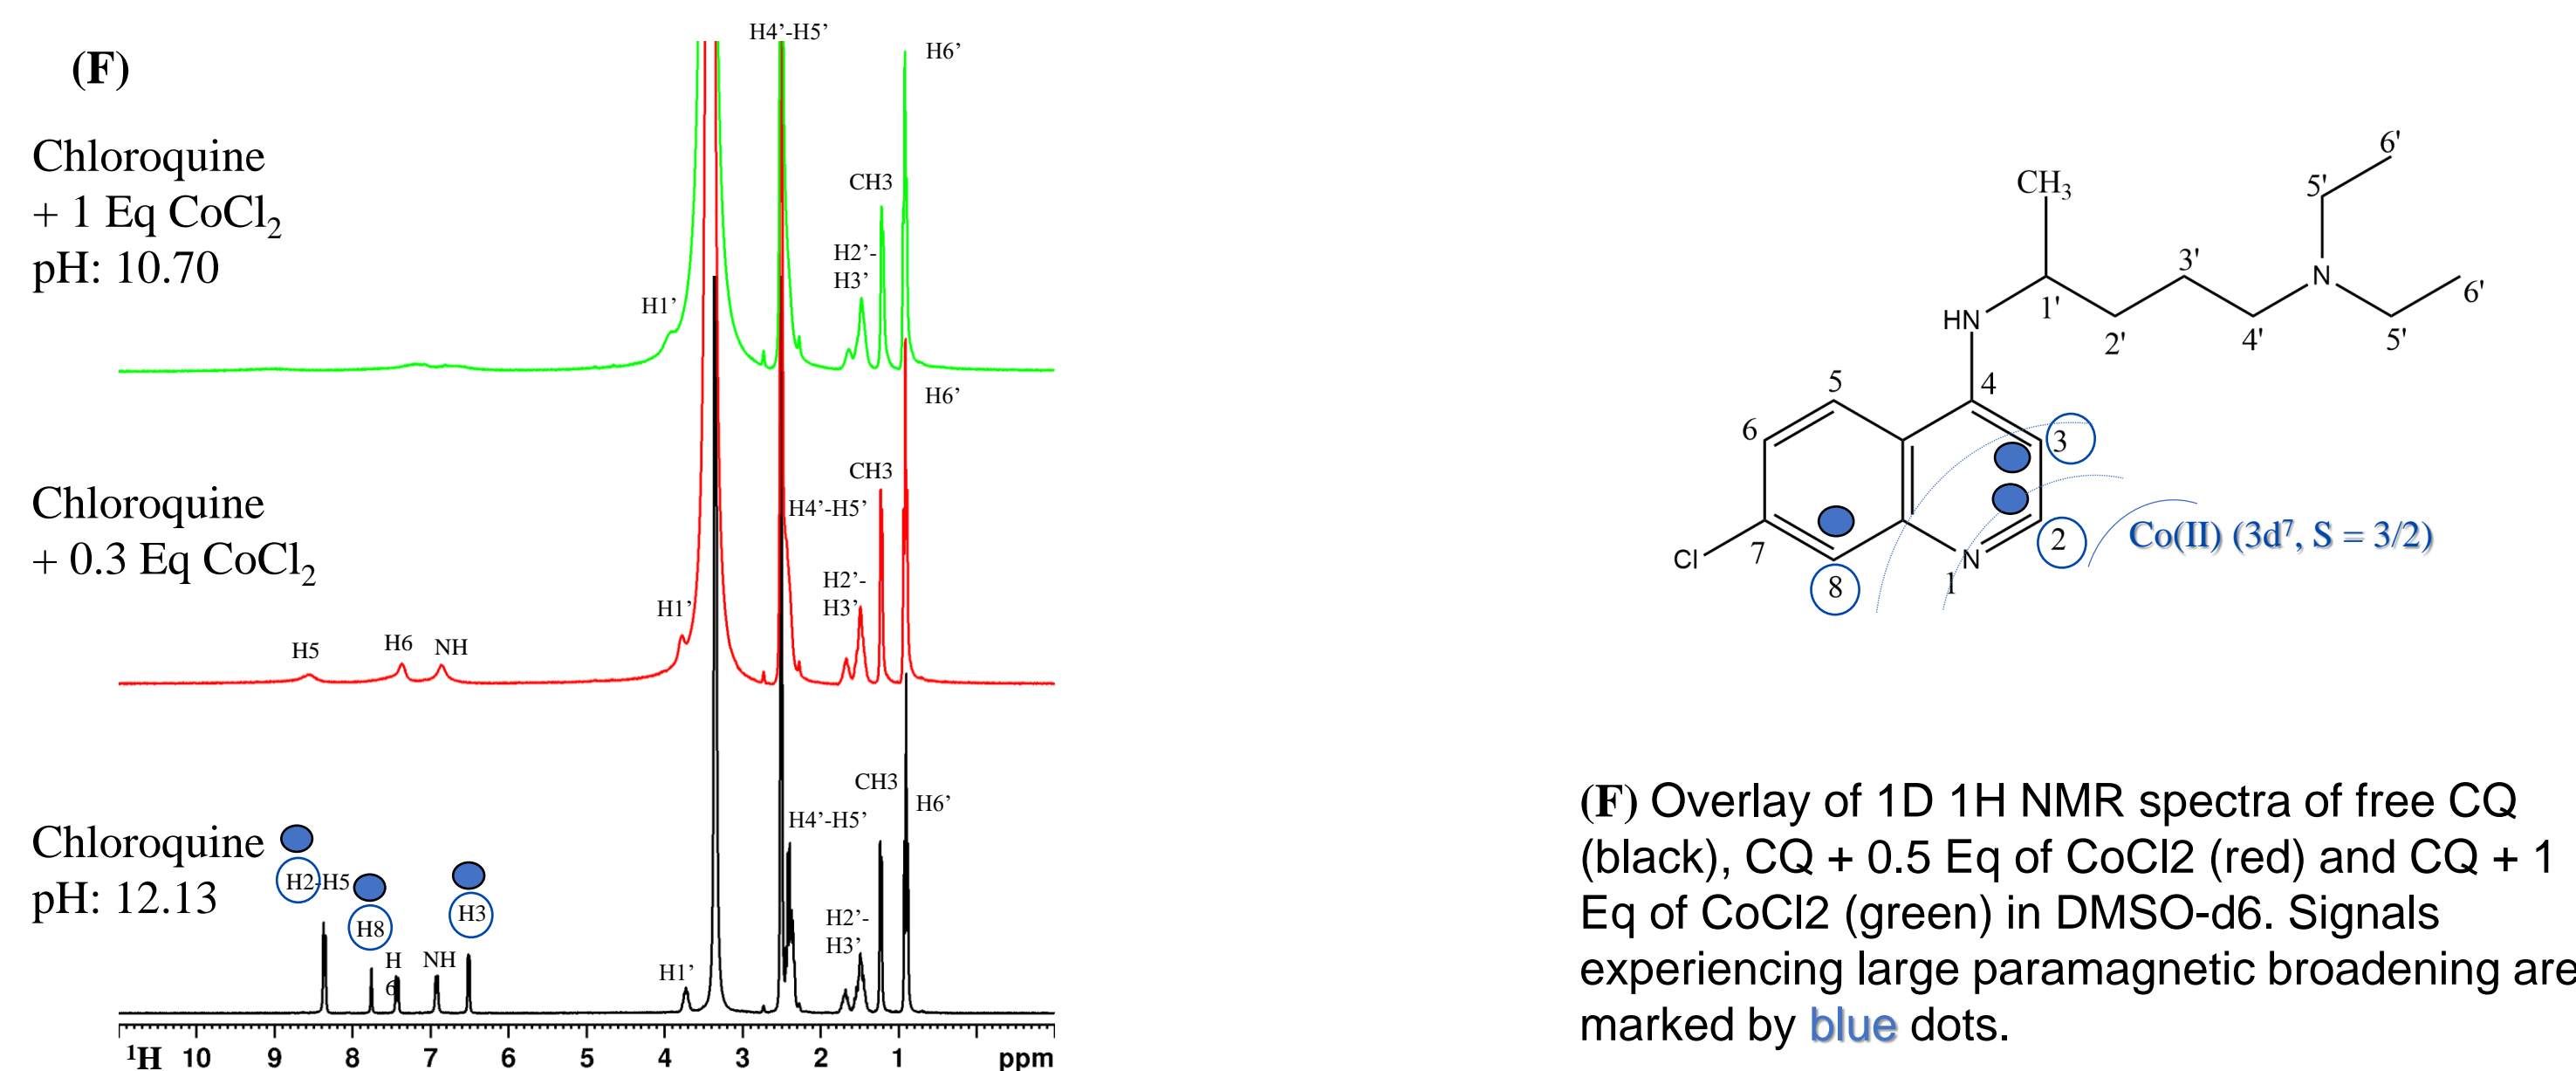 (F)
H4’-H5’
H6’
Chloroquine
+ 1 Eq CoCl2
pH: 10.70
CH3
H2’-
H3’
H1’
H6’
Chloroquine
+ 0.3 Eq CoCl2
CH3
H4’-H5’
H2’-
H3’
H1’
H5
H6
NH
Chloroquine
pH: 12.13
H2-H5
H8
H
6
NH
H3
H1’
CH3
H6’
H4’-H5’
H2’-
H3’
1H 10 9 8 7 6 5 4 3 2 1 ppm
6'
CH3
5'
3'
N
6'
HN
1'
2'
4'
5'
5
4
6
3
Cl
7
8
N
1
2
Co(II) (3d7, S = 3/2)
(F) Overlay of 1D 1H NMR spectra of free CQ
(black), CQ + 0.5 Eq of CoCl2 (red) and CQ + 1
Eq of CoCl2 (green) in DMSO-d6. Signals
experiencing large paramagnetic broadening are
marked by blue dots.